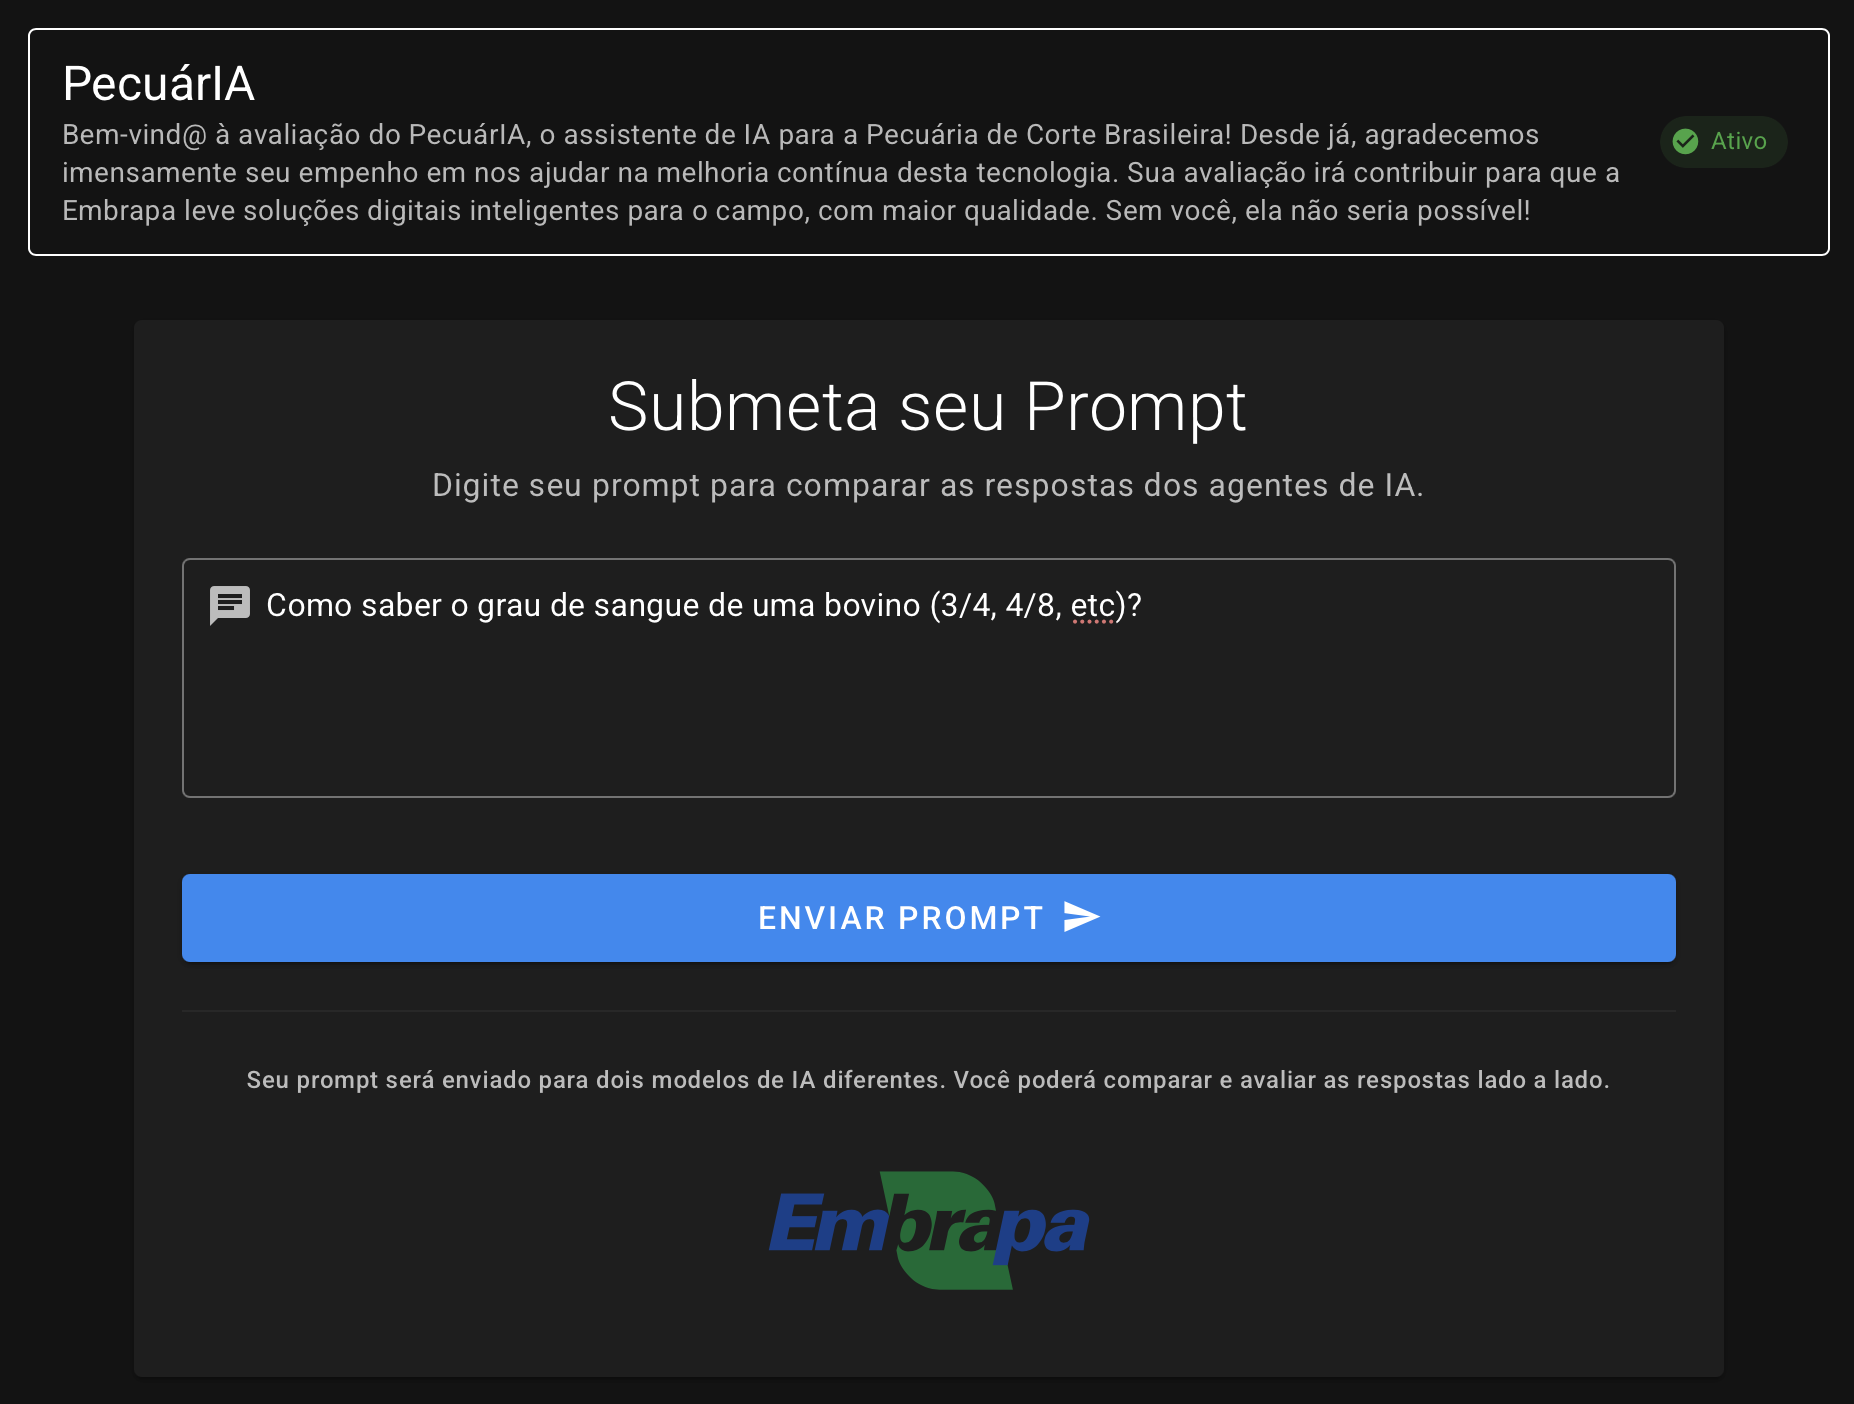 PecuárIA
Bem-vind@ à avaliação do PecuárIA, o assistente de IA para a Pecuária de Corte Brasileira! Desde já, agradecemos
imensamente seu empenho em nos ajudar na melhoria contínua desta tecnologia. Sua avaliação irá contribuir para que a
Embrapa leve soluções digitais inteligentes para o campo, com maior qualidade. Sem você, ela não seria possível!
Ativo
Submeta seu Prompt
Digite seu prompt para comparar as respostas dos agentes de IA.
Como saber o grau de sangue de uma bovino (3/4, 4/8, etc)?
ENVIAR PROMPT
Seu prompt será enviado para dois modelos de IA diferentes. Você poderá comparar e avaliar as respostas lado a lado.
Embrapa